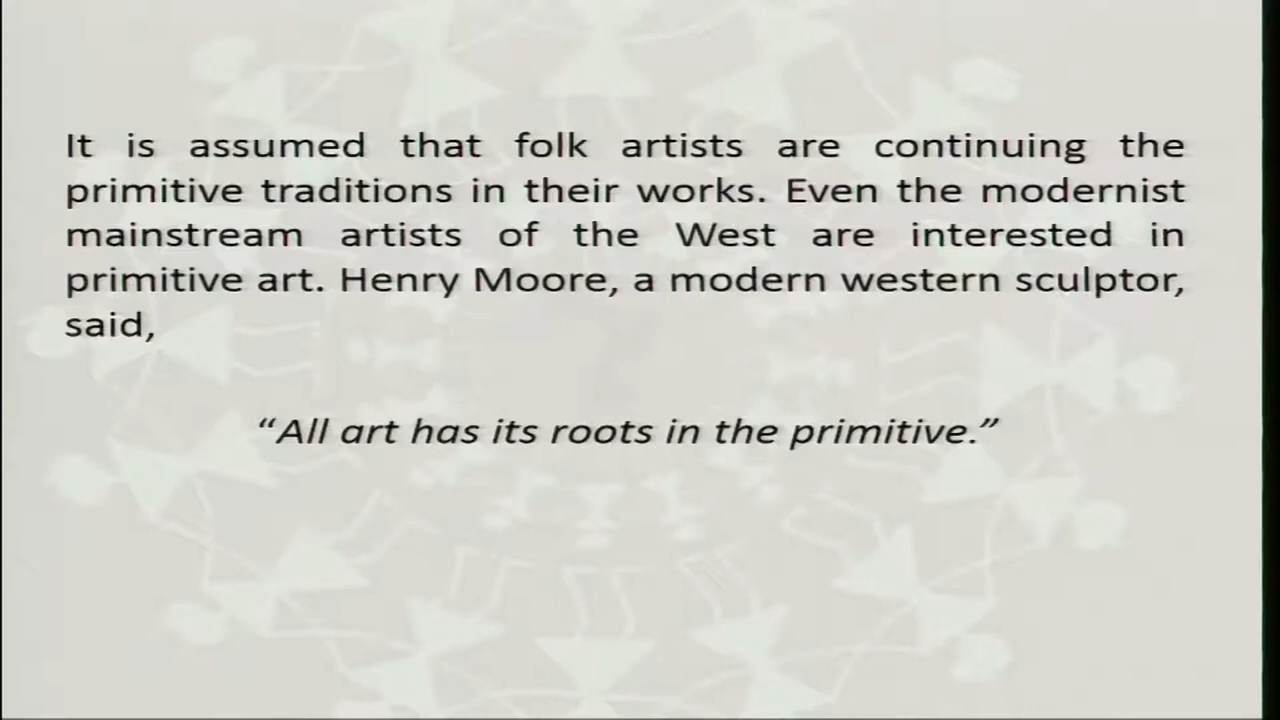 It is assumed that folk artists are continuing the
primitive traditions in their works. Even the modernist
mainstream artists of the West are interested in
primitive art. Henry Moore, a modern western sculptor,
said,
“All art has its roots in the primitive.”